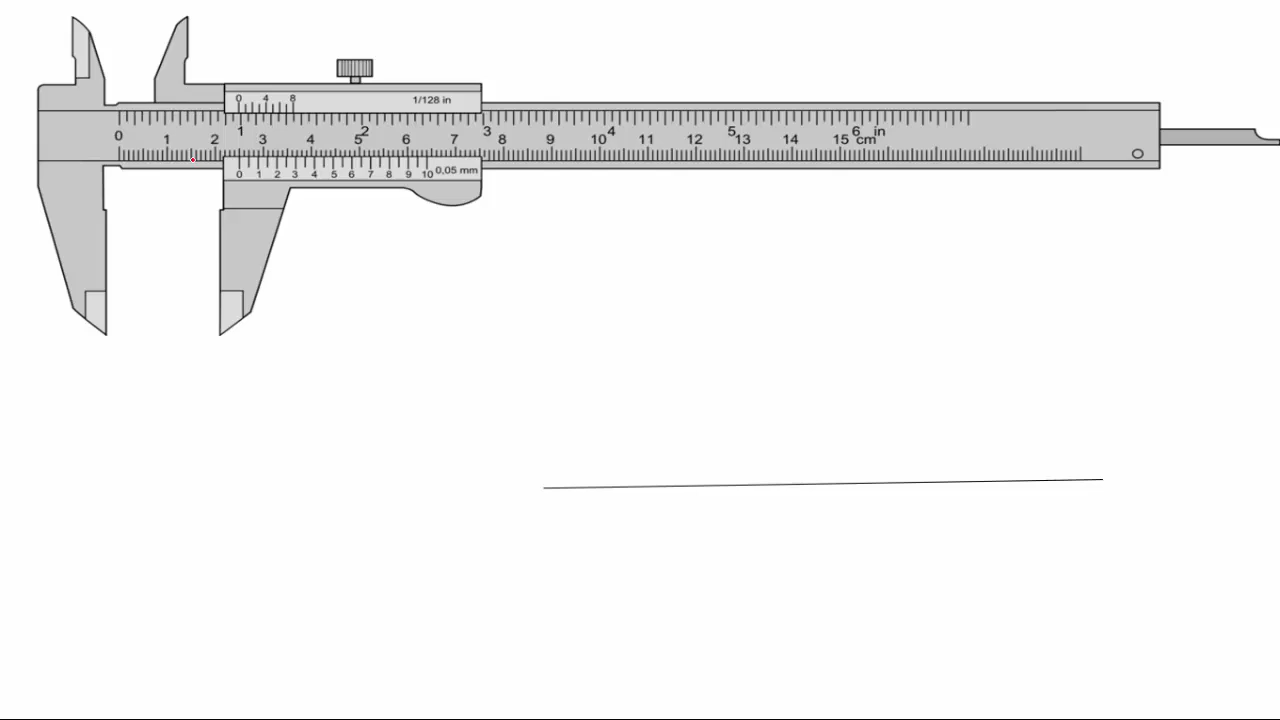 0 4 8 1/128 in
0 1 2 3 4 5 6 in
0 1 2 3 4 5 6 7 8 9 10 11 12 13 14 15 cm
0 1 2 3 4 5 6 7 8 9 10 0,05 mm